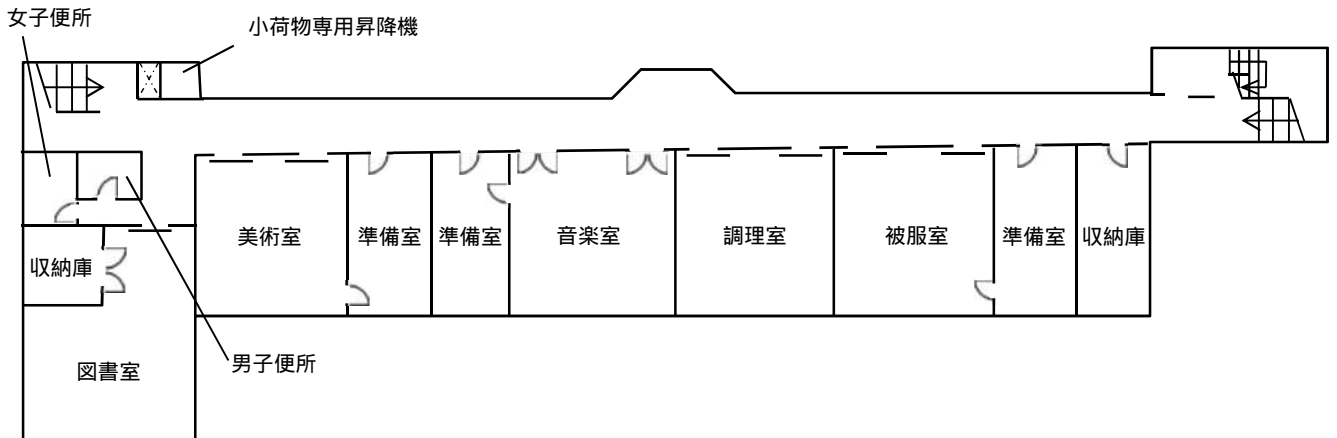 女子便所
小荷物専用昇降機
美術室
準備室
準備室
音楽室
調理室
被服室
準備室
収納庫
収納庫
男子便所
図書室